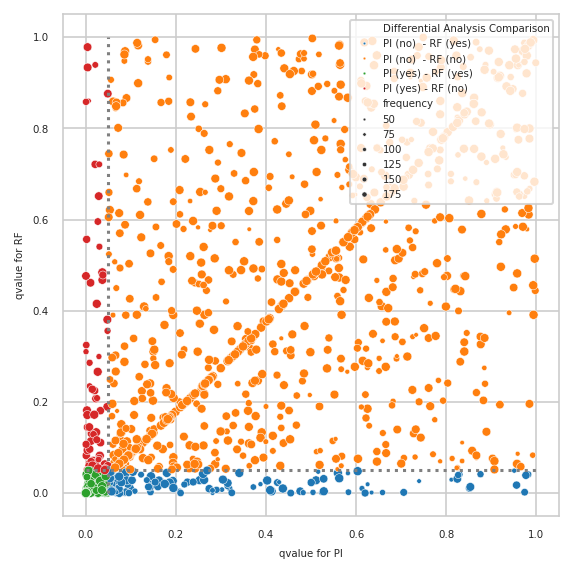 Differential Analysis Comparison
PI (no)  - RF (yes)
PI (no)  - RF (no)
PI (yes) - RF (yes)
PI (yes) - RF (no)
frequency
50
75
100
125
150
175
qvalue for RF
1.0
0.8
0.6
0.4
0.2
0.0
0.0 0.2 0.4 0.6 0.8 1.0
qvalue for PI